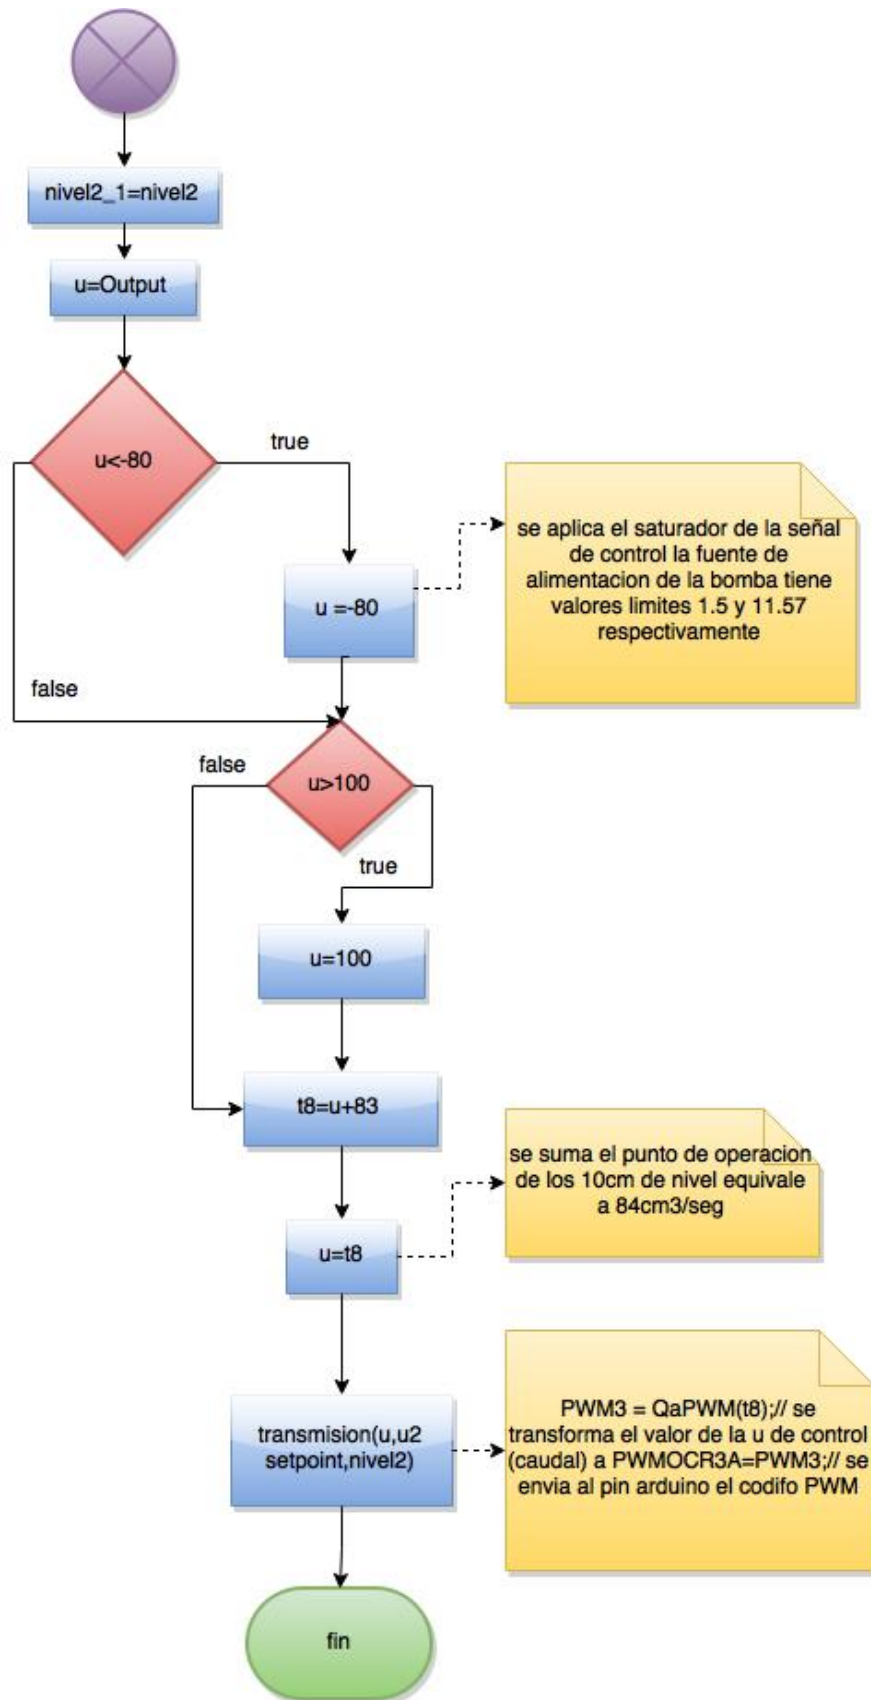 nivel2_1=nivel2
u=Output
u<-80
true
se aplica el saturador de la señal
de control la fuente de
alimentacion de la bomba tiene
valores limites 1.5 y 11.57
respectivamente
u =-80
false
false
u>100
true
u=100
t8=u+83
se suma el punto de operacion
de los 10cm de nivel equivale
a 84cm3/seg
u=t8
transmision(u,u2
setpoint,nivel2)
PWM3 = QaPWM(t8);// se
transforma el valor de la u de control
(caudal) a PWMOCR3A=PWM3;// se
envia al pin arduino el codifo PWM
fin